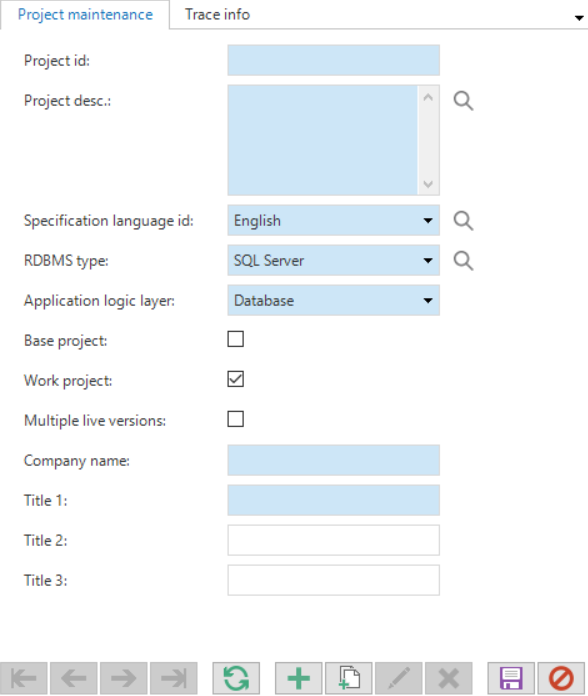 Project maintenance
Trace info
Project id:
Project desc.:
Specification language id:
English
RDBMS type:
SQL Server
Application logic layer:
Database
Base project:
Work project:
Multiple live versions:
Company name:
Title 1:
Title 2:
Title 3: